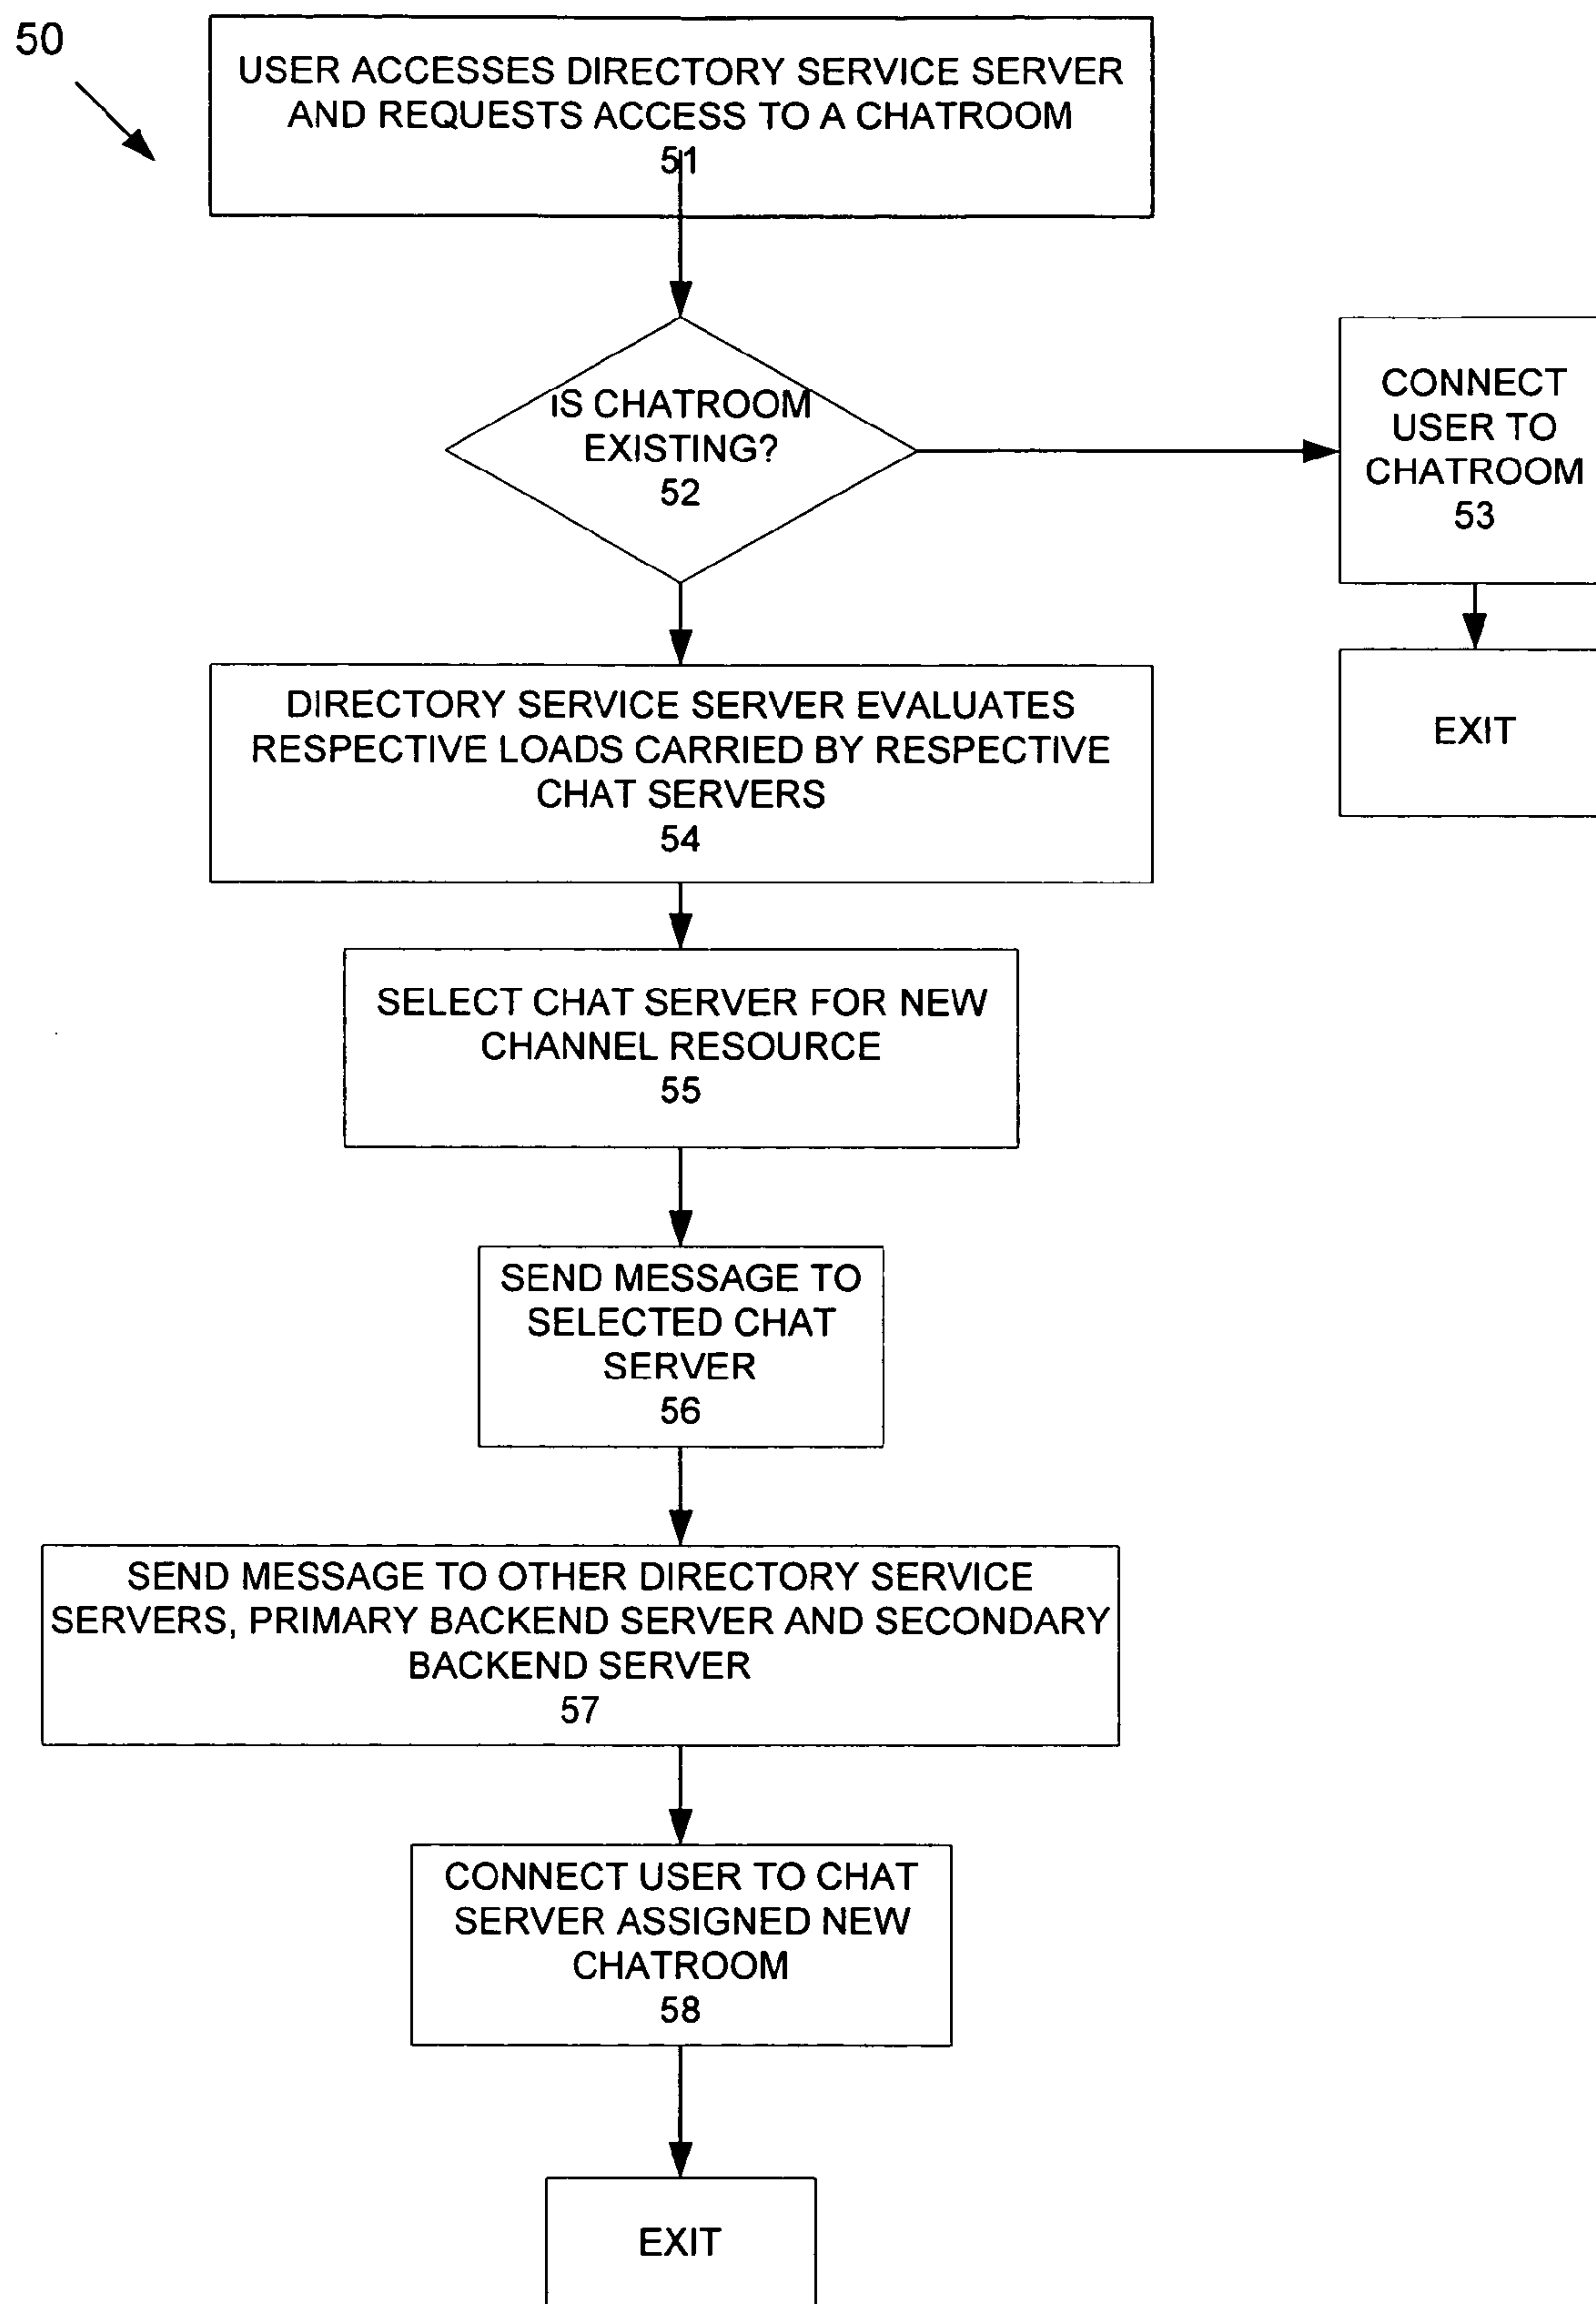 50
USER ACCESSES DIRECTORY SERVICE SERVER
AND REQUESTS ACCESS TO A CHATROOM
51
IS CHATROOM
EXISTING?
52
CONNECT
USER TO
CHATROOM
53
EXIT
DIRECTORY SERVICE SERVER EVALUATES
RESPECTIVE LOADS CARRIED BY RESPECTIVE
CHAT SERVERS
54
SELECT CHAT SERVER FOR NEW
CHANNEL RESOURCE
55
SEND MESSAGE TO
SELECTED CHAT
SERVER
56
SEND MESSAGE TO OTHER DIRECTORY SERVICE
SERVERS, PRIMARY BACKEND SERVER AND SECONDARY
BACKEND SERVER
57
CONNECT USER TO CHAT
SERVER ASSIGNED NEW
CHATROOM
58
EXIT